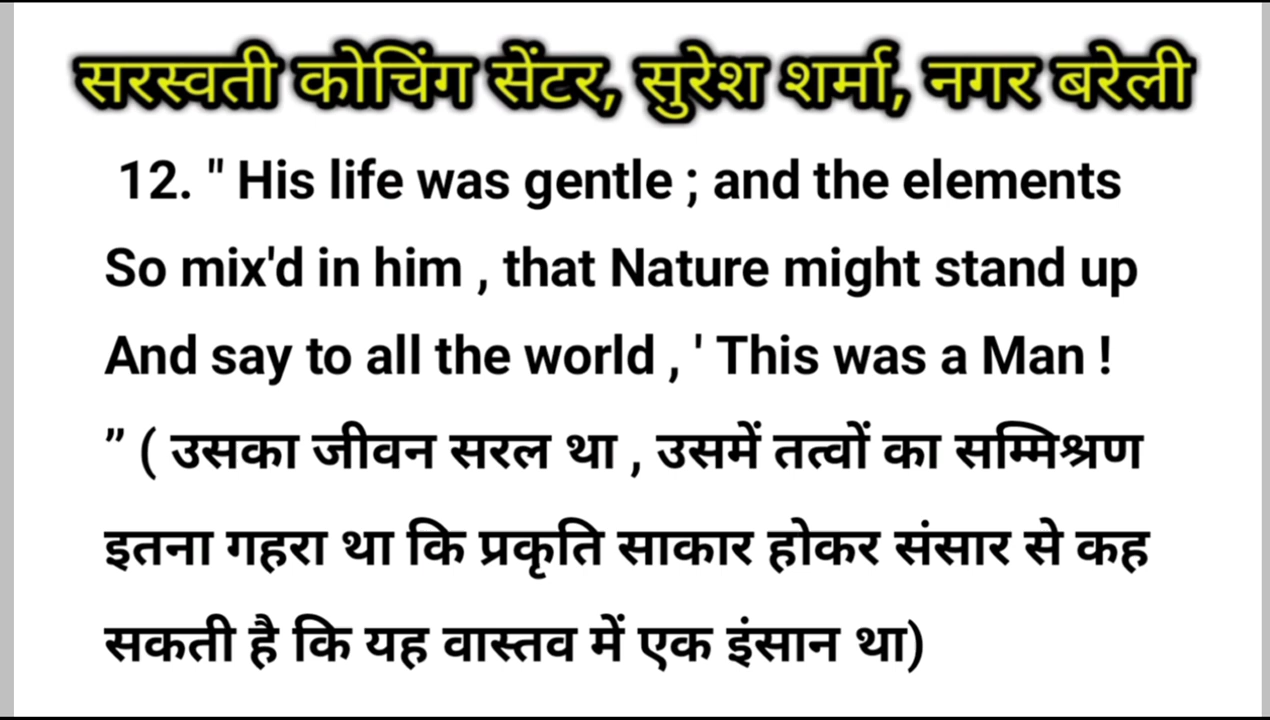 सरस्वती कोचिंग सेंटर, सुरेश शर्मा, नगर बरेली
12. " His life was gentle ; and the elements
So mix'd in him , that Nature might stand up
And say to all the world , ' This was a Man !
” ( उसका जीवन सरल था , उसमें तत्वों का सम्मिश्रण
इतना गहरा था कि प्रकृति साकार होकर संसार से कह
सकती है कि यह वास्तव में एक इंसान था)